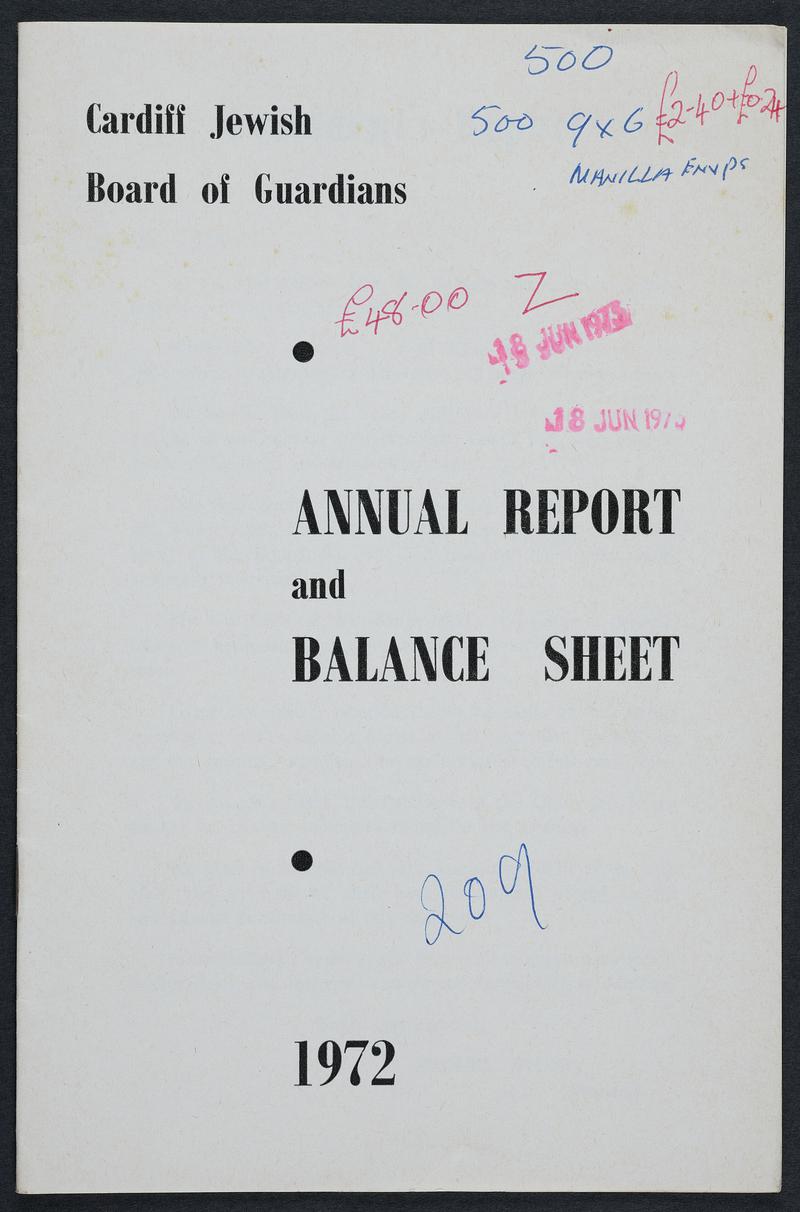 500
Cardiff Jewish
500 9x6 £2-40+£0.24
MANILLA ENVPS
Board of Guardians
£48-00
18 JUN 1973
18 JUN 197
ANNUAL REPORT
and
BALANCE SHEET
209
1972